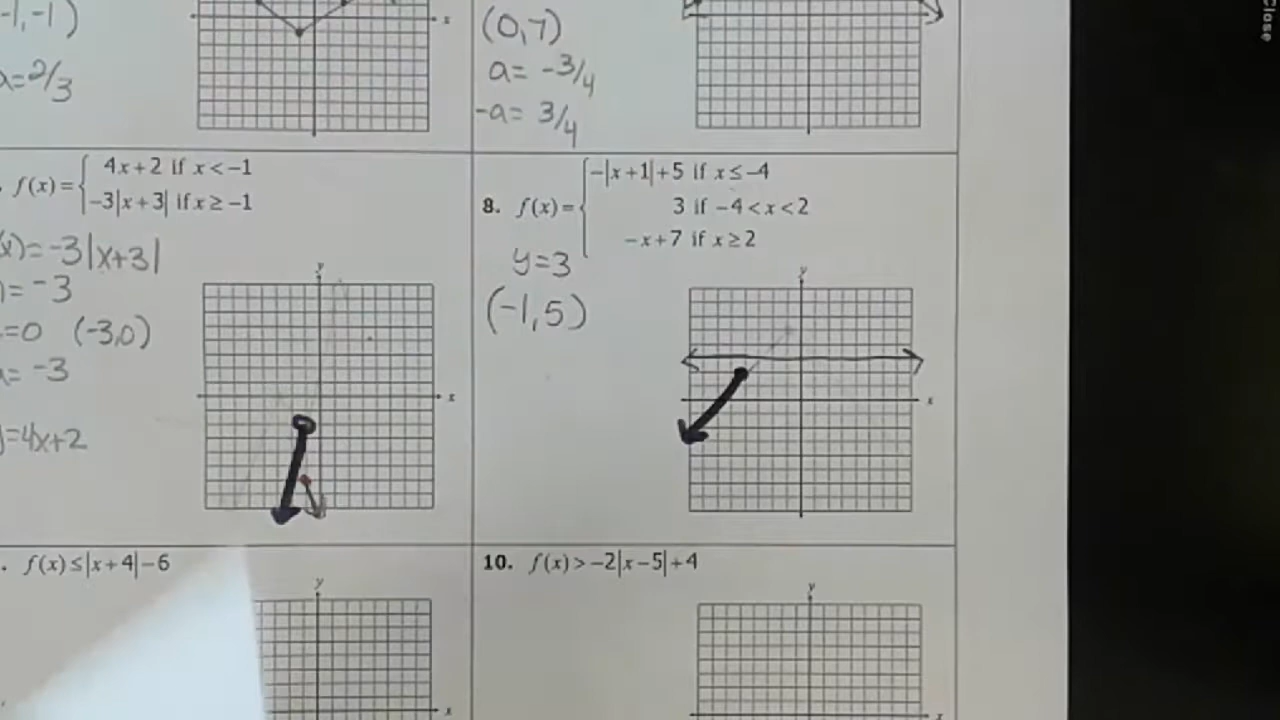 -1,-1)
a=2/3
x
(0,7)
a= -3/4
-a= 3/4
f(x)={ 4x+2 if x<-1
-3|x+3| if x≥-1
x)= -3|x+3|
= -3
=0 (-3,0)
= -3
=4x+2
y
x
8. f(x)={ -|x+1|+5 if x≤-4
3 if -4<x<2
-x+7 if x≥2
y=3
(-1,5)
y
x
. f(x)≤|x+4|-6
y
x
10. f(x)>-2|x-5|+4
y
x
Close